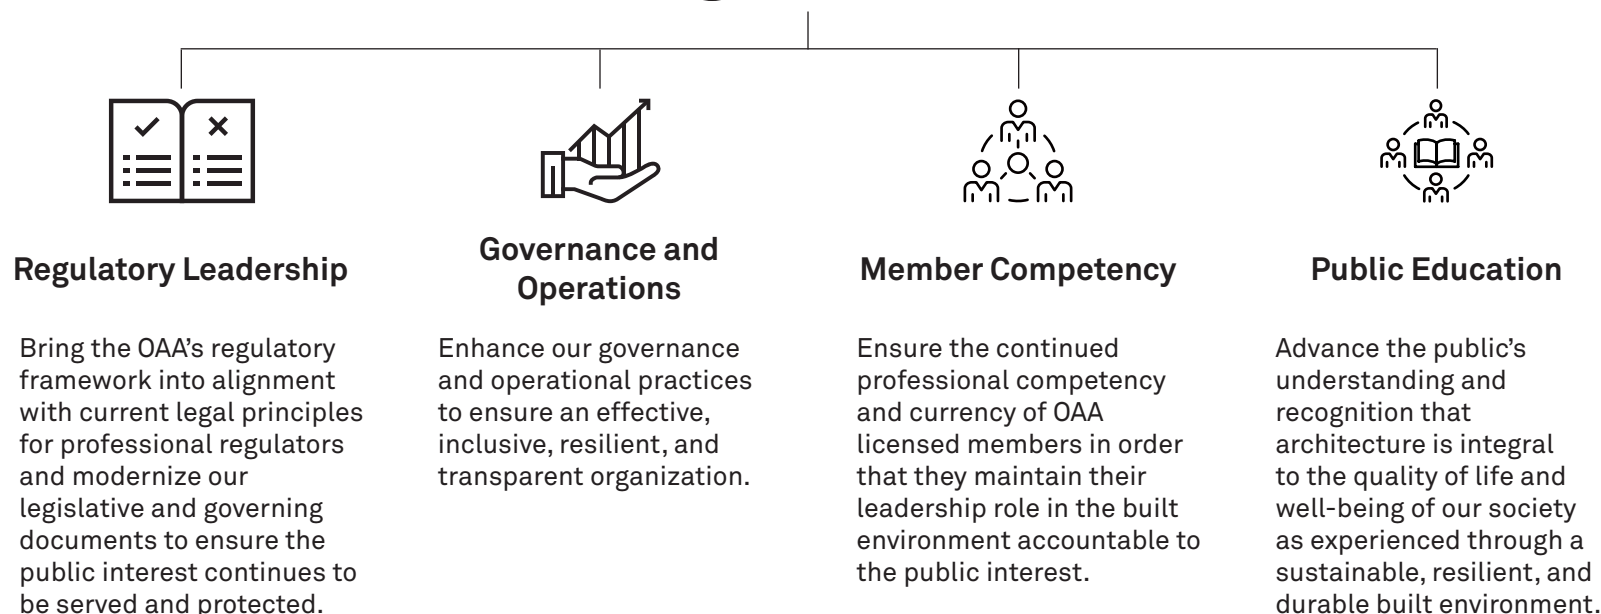 Regulatory Leadership
Bring the OAA’s regulatory
framework into alignment
with current legal principles
for professional regulators
and modernize our
legislative and governing
documents to ensure the
public interest continues to
be served and protected.
Governance and
Operations
Enhance our governance
and operational practices
to ensure an effective,
inclusive, resilient, and
transparent organization.
Member Competency
Ensure the continued
professional competency
and currency of OAA
licensed members in order
that they maintain their
leadership role in the built
environment accountable to
the public interest.
Public Education
Advance the public’s
understanding and
recognition that
architecture is integral
to the quality of life and
well-being of our society
as experienced through a
sustainable, resilient, and
durable built environment.